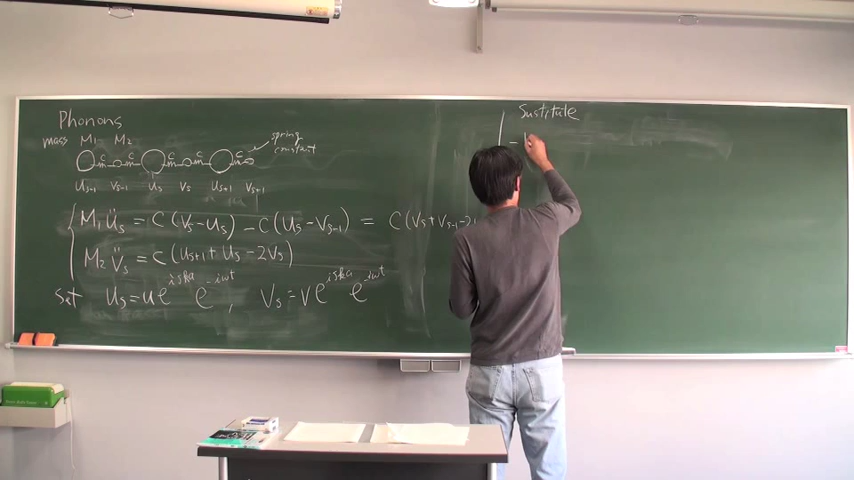 Phonons
mass M1 M2
spring constant
C C C C C
m m m m m
Us-1 Vs-1 Us Vs Us+1 Vs+1
M1 Üs = C(Vs-Us) - C(Us-Vs-1) = C(Vs+Vs-1-2
M2 V̈s = C(Us+1+Us-2Vs)
Set Us = u e^iska e^-iωt , Vs = v e^iska e^-iωt
Sustitute
-